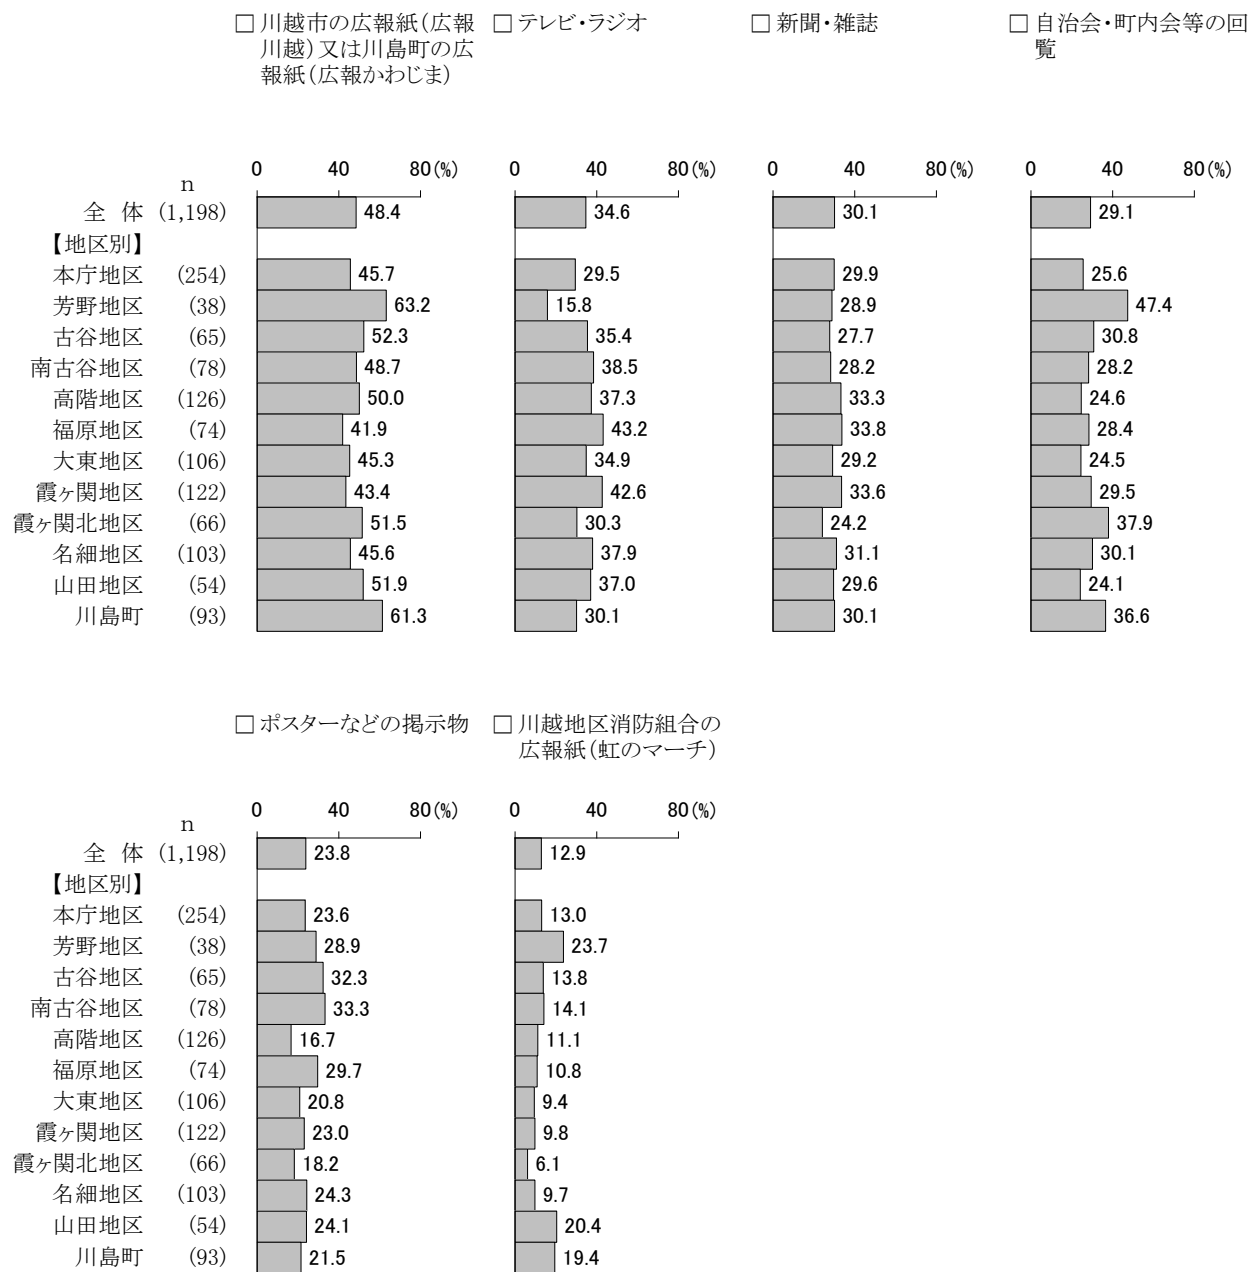 □ 川越市の広報紙(広報
川越)又は川島町の広
報紙(広報かわじま)
□ テレビ・ラジオ
□ 新聞・雑誌
□ 自治会・町内会等の回
覧
0 40 80(%) 0 40 80(%) 0 40 80(%) 0 40 80(%)
n
全 体 (1,198) 48.4 34.6 30.1 29.1
【地区別】
本庁地区 (254) 45.7 29.5 29.9 25.6
芳野地区 (38) 63.2 15.8 28.9 47.4
古谷地区 (65) 52.3 35.4 27.7 30.8
南古谷地区 (78) 48.7 38.5 28.2 28.2
高階地区 (126) 50.0 37.3 33.3 24.6
福原地区 (74) 41.9 43.2 33.8 28.4
大東地区 (106) 45.3 34.9 29.2 24.5
霞ヶ関地区 (122) 43.4 42.6 33.6 29.5
霞ヶ関北地区 (66) 51.5 30.3 24.2 37.9
名細地区 (103) 45.6 37.9 31.1 30.1
山田地区 (54) 51.9 37.0 29.6 24.1
川島町 (93) 61.3 30.1 30.1 36.6
□ ポスターなどの掲示物
□ 川越地区消防組合の
広報紙(虹のマーチ)
0 40 80(%) 0 40 80(%)
n
全 体 (1,198) 23.8 12.9
【地区別】
本庁地区 (254) 23.6 13.0
芳野地区 (38) 28.9 23.7
古谷地区 (65) 32.3 13.8
南古谷地区 (78) 33.3 14.1
高階地区 (126) 16.7 11.1
福原地区 (74) 29.7 10.8
大東地区 (106) 20.8 9.4
霞ヶ関地区 (122) 23.0 9.8
霞ヶ関北地区 (66) 18.2 6.1
名細地区 (103) 24.3 9.7
山田地区 (54) 24.1 20.4
川島町 (93) 21.5 19.4